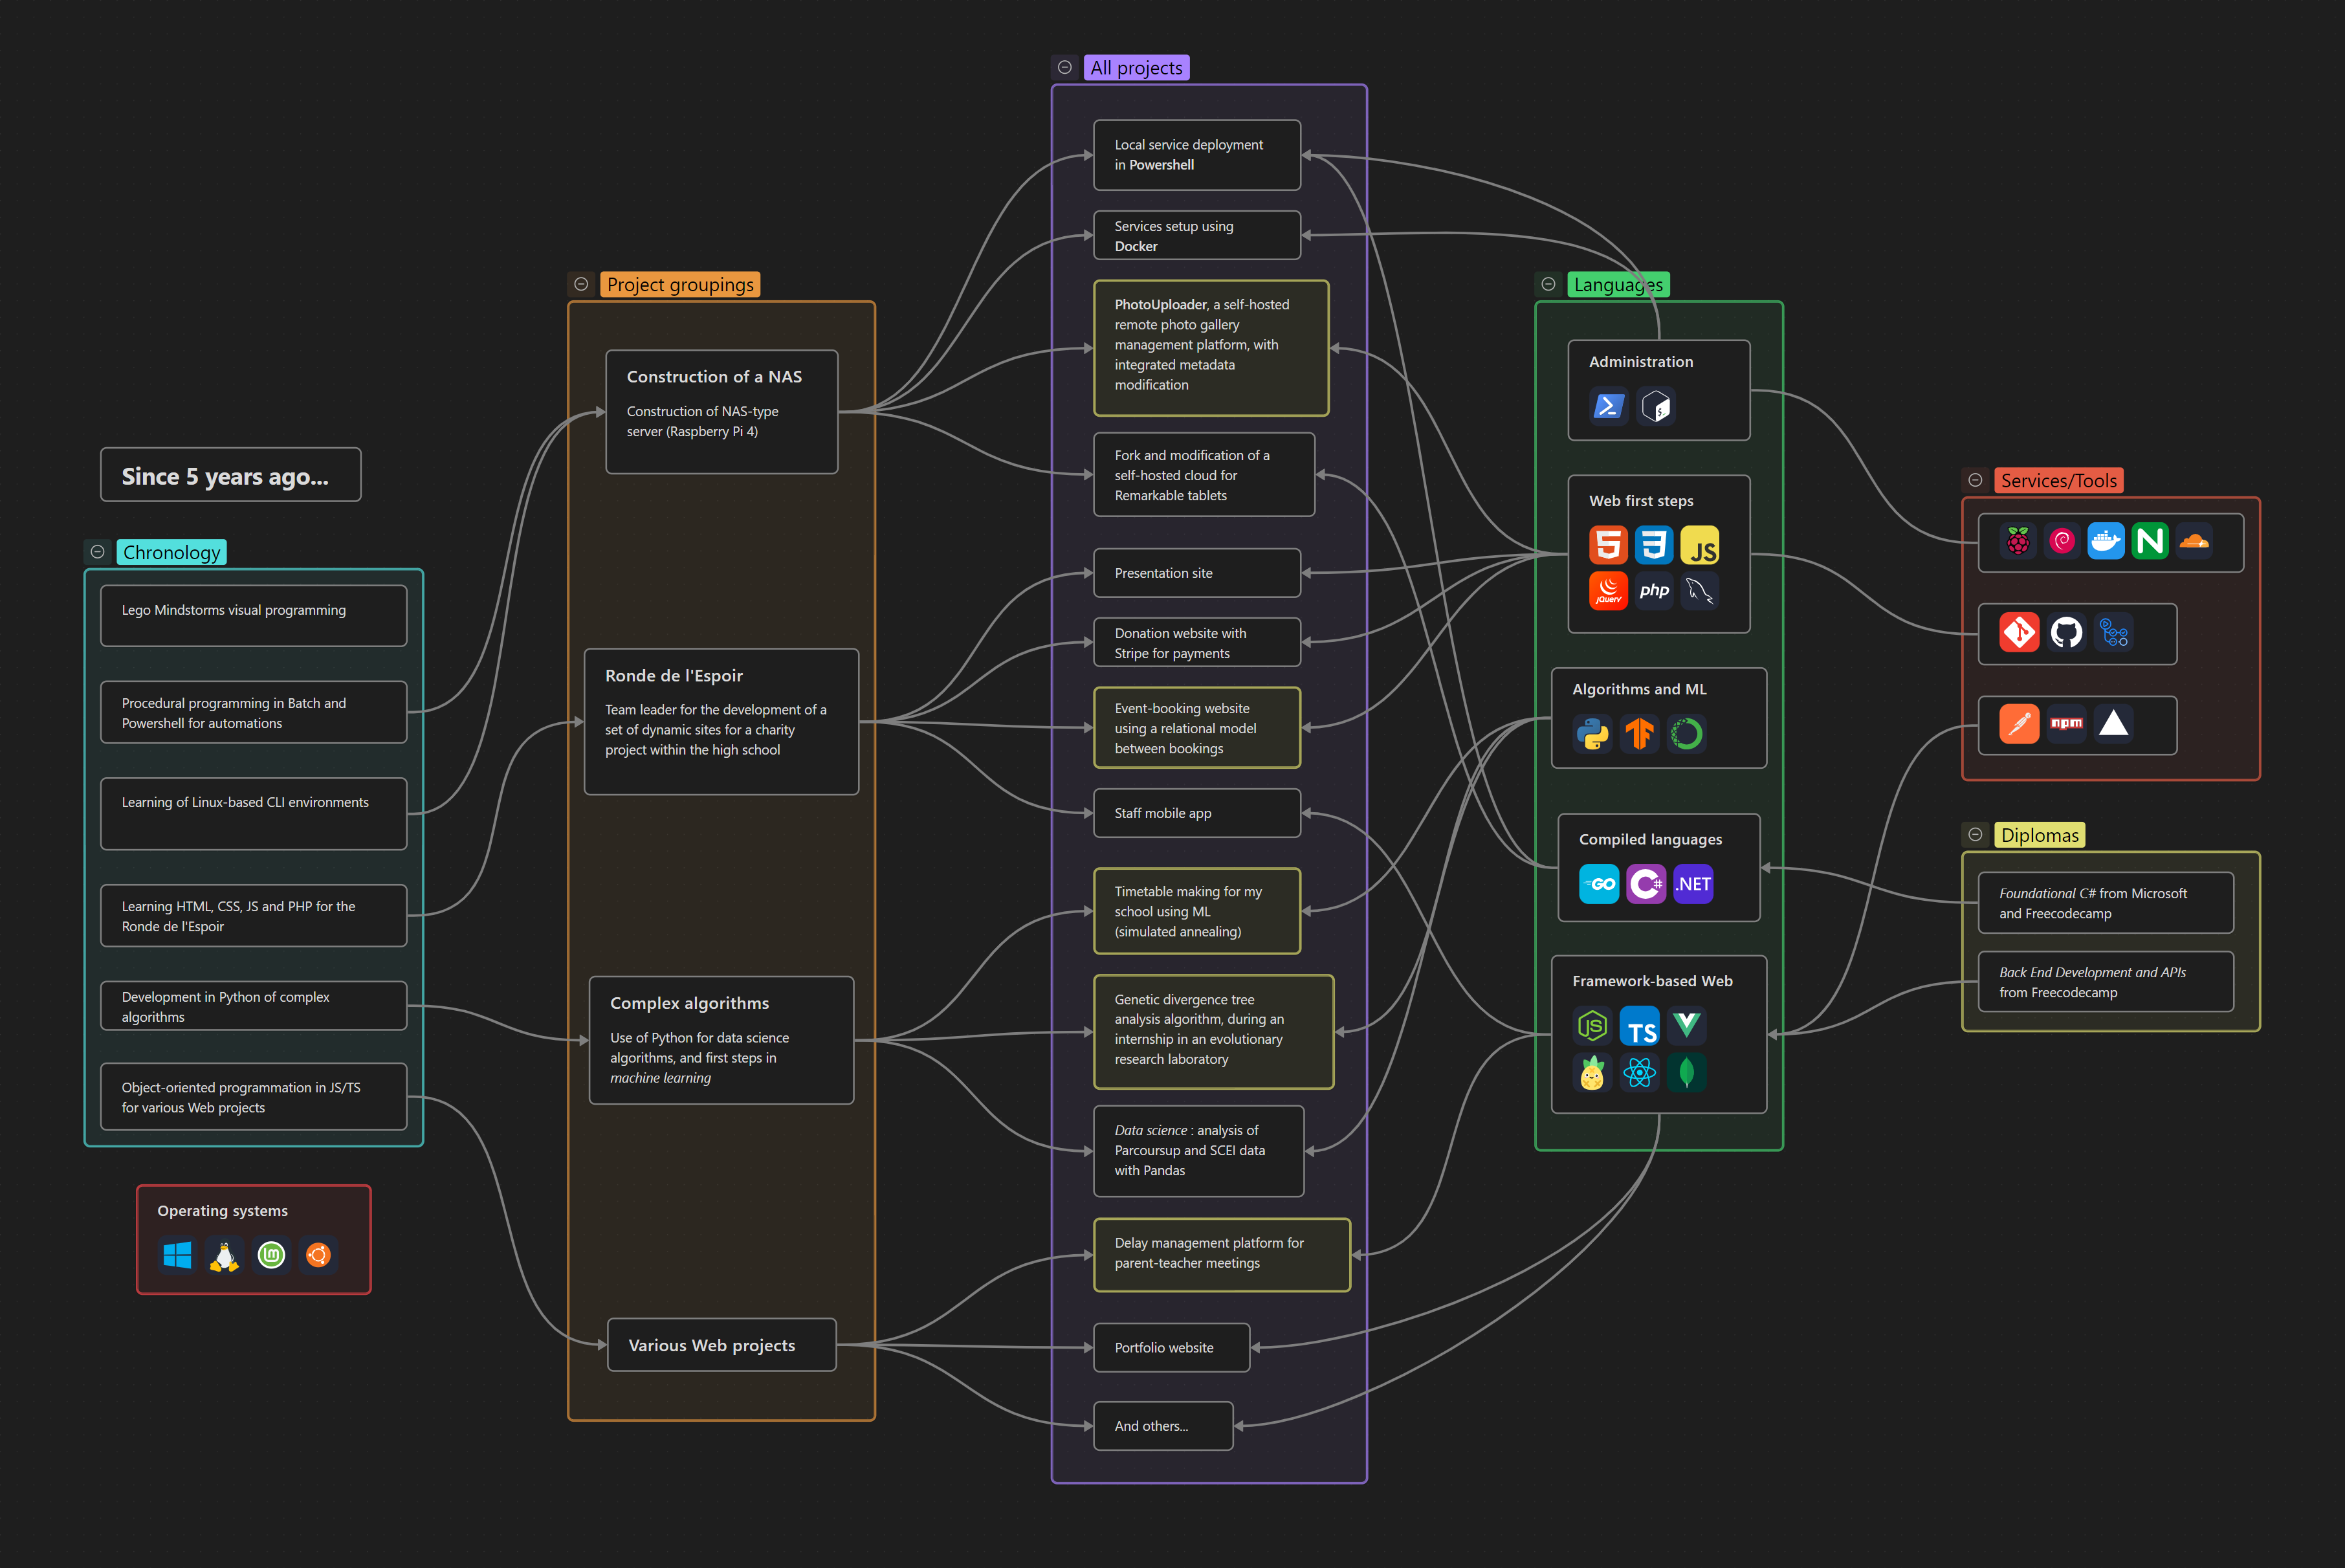 Since 5 years ago...
Chronology
Lego Mindstorms visual programming
Procedural programming in Batch and
Powershell for automations
Learning of Linux-based CLI environments
Learning HTML, CSS, JS and PHP for the
Ronde de l'Espoir
Development in Python of complex
algorithms
Object-oriented programmation in JS/TS
for various Web projects
Operating systems
lm
Project groupings
Construction of a NAS
Construction of NAS-type
server (Raspberry Pi 4)
Ronde de l'Espoir
Team leader for the development of a
set of dynamic sites for a charity
project within the high school
Complex algorithms
Use of Python for data science
algorithms, and first steps in
machine learning
Various Web projects
All projects
Local service deployment
in Powershell
Services setup using
Docker
PhotoUploader, a self-hosted
remote photo gallery
management platform, with
integrated metadata
modification
Fork and modification of a
self-hosted cloud for
Remarkable tablets
Presentation site
Donation website with
Stripe for payments
Event-booking website
using a relational model
between bookings
Staff mobile app
Timetable making for my
school using ML
(simulated annealing)
Genetic divergence tree
analysis algorithm, during an
internship in an evolutionary
research laboratory
Data science : analysis of
Parcoursup and SCEI data
with Pandas
Delay management platform for
parent-teacher meetings
Portfolio website
And others...
Languages
Administration
Web first steps
JS
jQuery php
Algorithms and ML
Compiled languages
GO C# .NET
Framework-based Web
JS TS
Services/Tools
N
npm
Diplomas
Foundational C# from Microsoft
and Freecodecamp
Back End Development and APIs
from Freecodecamp